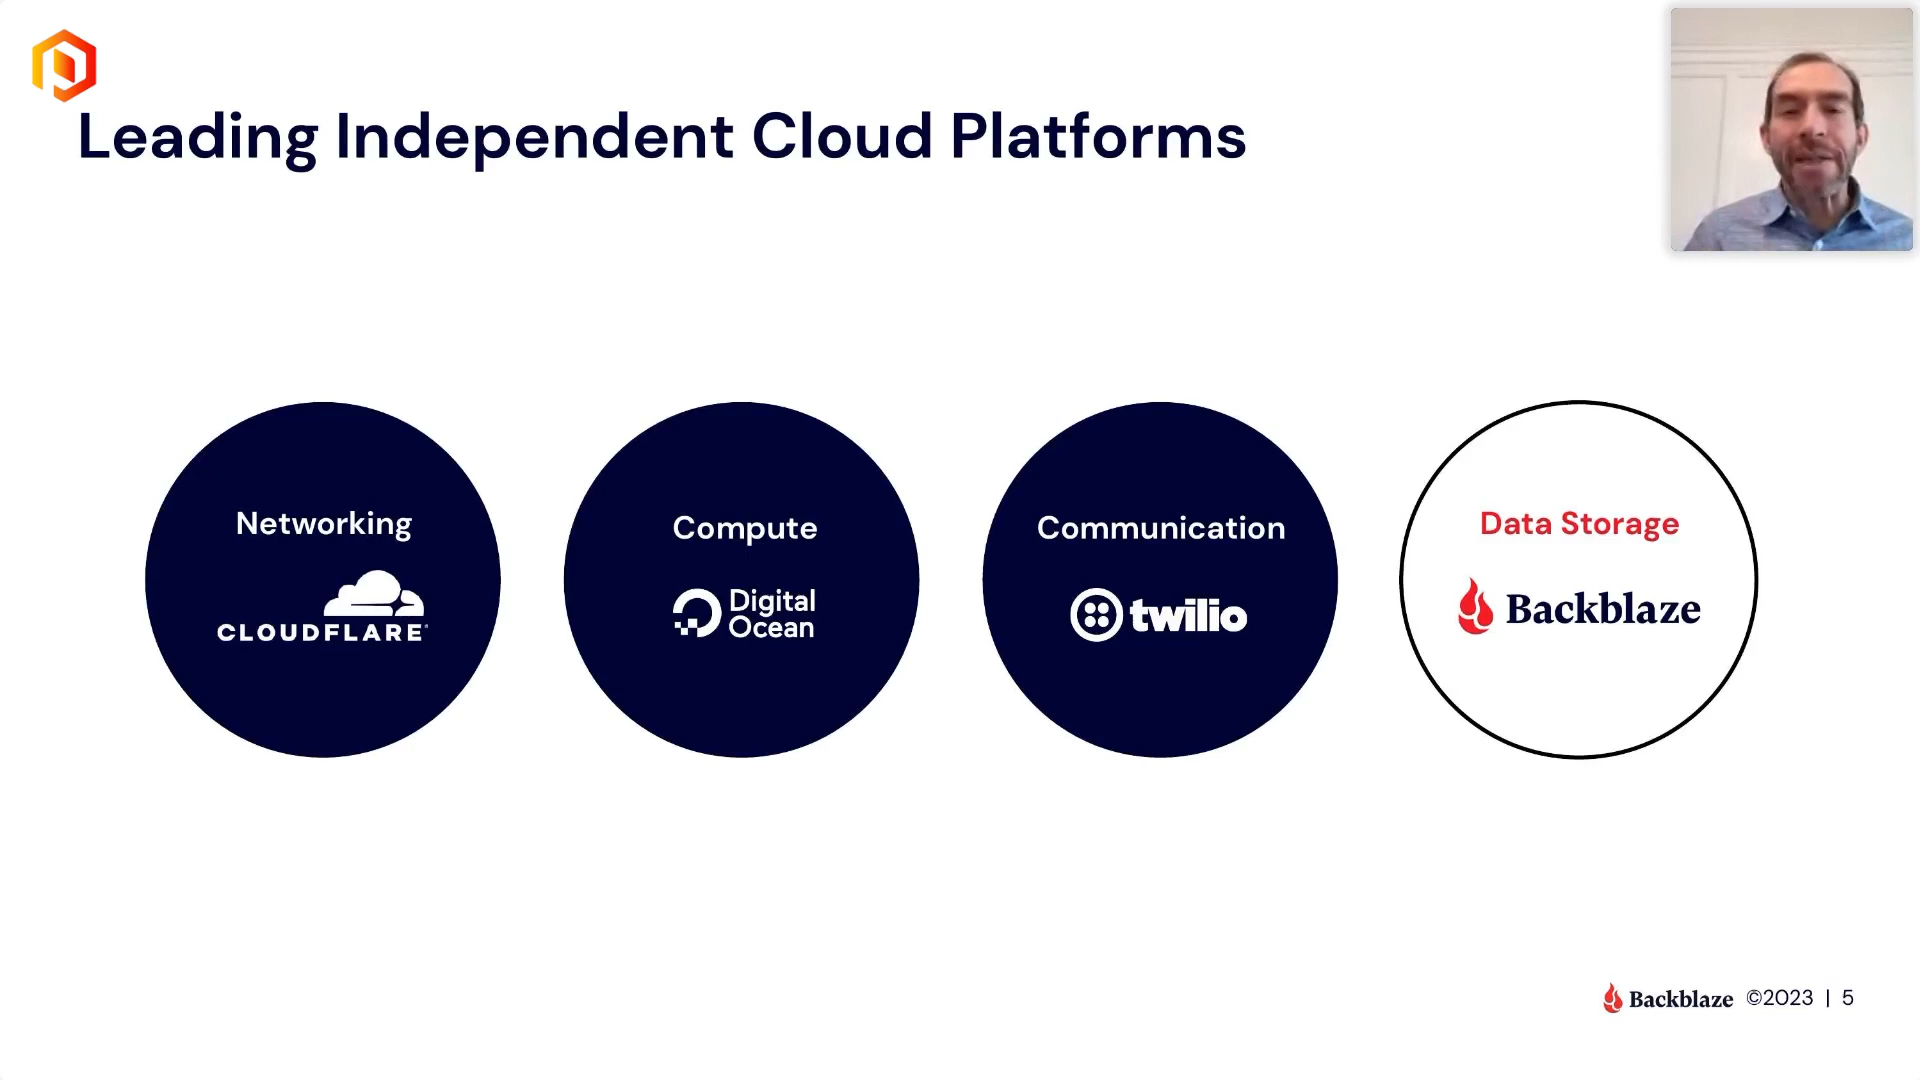 Leading Independent Cloud Platforms
Networking
CLOUDFLARE
Compute
Digital
Ocean
Communication
twilio
Data Storage
Backblaze
Backblaze ©2023 | 5